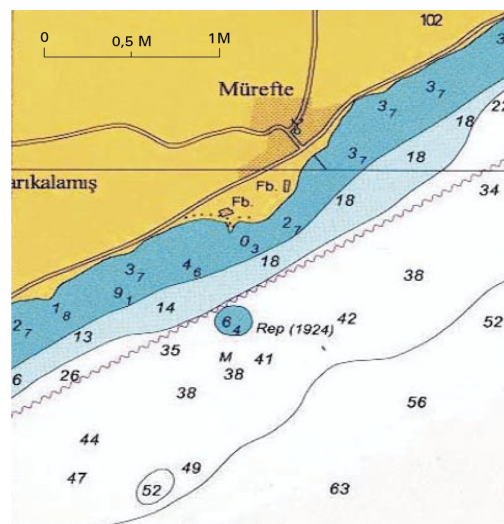 102
0 0,5 M 1M
3
3₇
Mürefte
3₇
22
18
3₇ 18
arıkalamış
34
Fb.
18
Fb.
2₇
0₃
38
3₇ 4₆ 18
9₁
1₈ 14
6₄ 42
2₇ 13 Rep (1924) 52
35
M 41
6 26 38
38
56
44
49
47
52 63